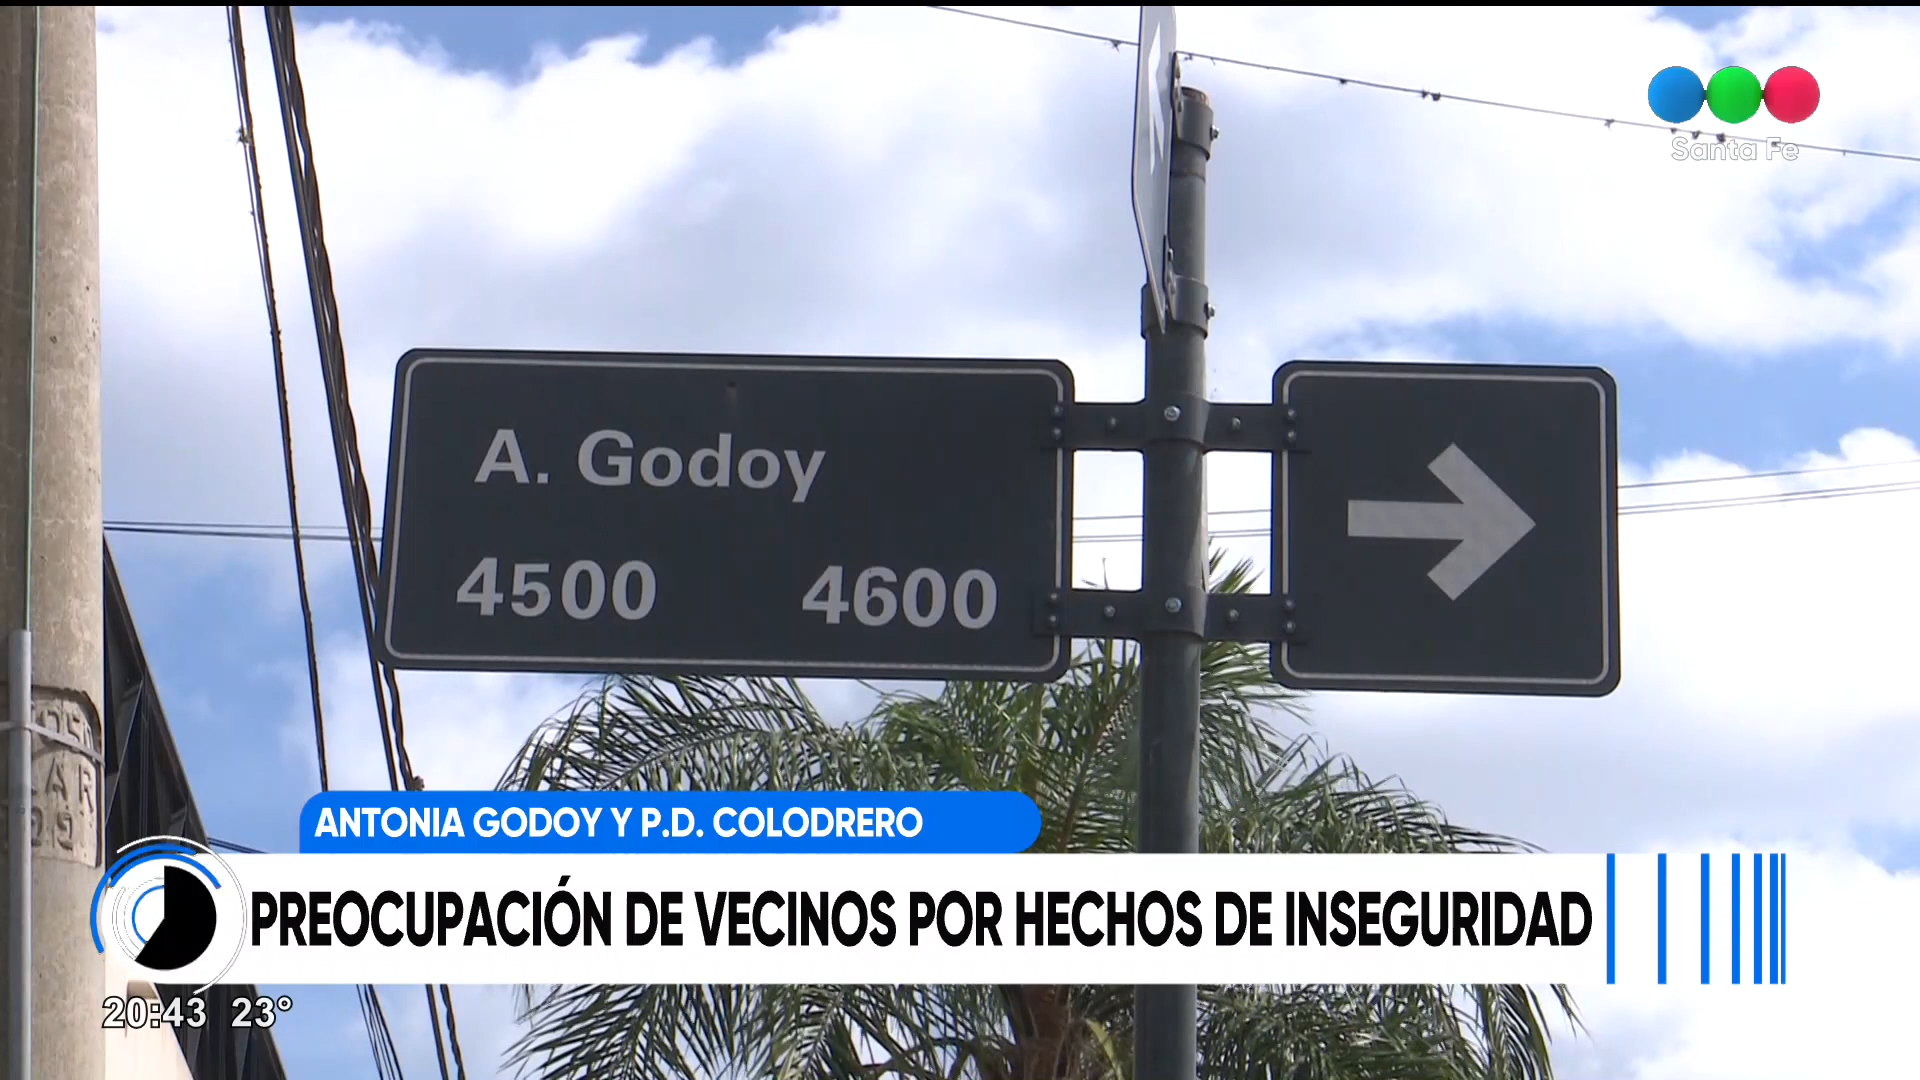 Santa Fe
A. Godoy
4500 4600
ANTONIA GODOY Y P.D. COLODRERO
PREOCUPACIÓN DE VECINOS POR HECHOS DE INSEGURIDAD
20:43 23°